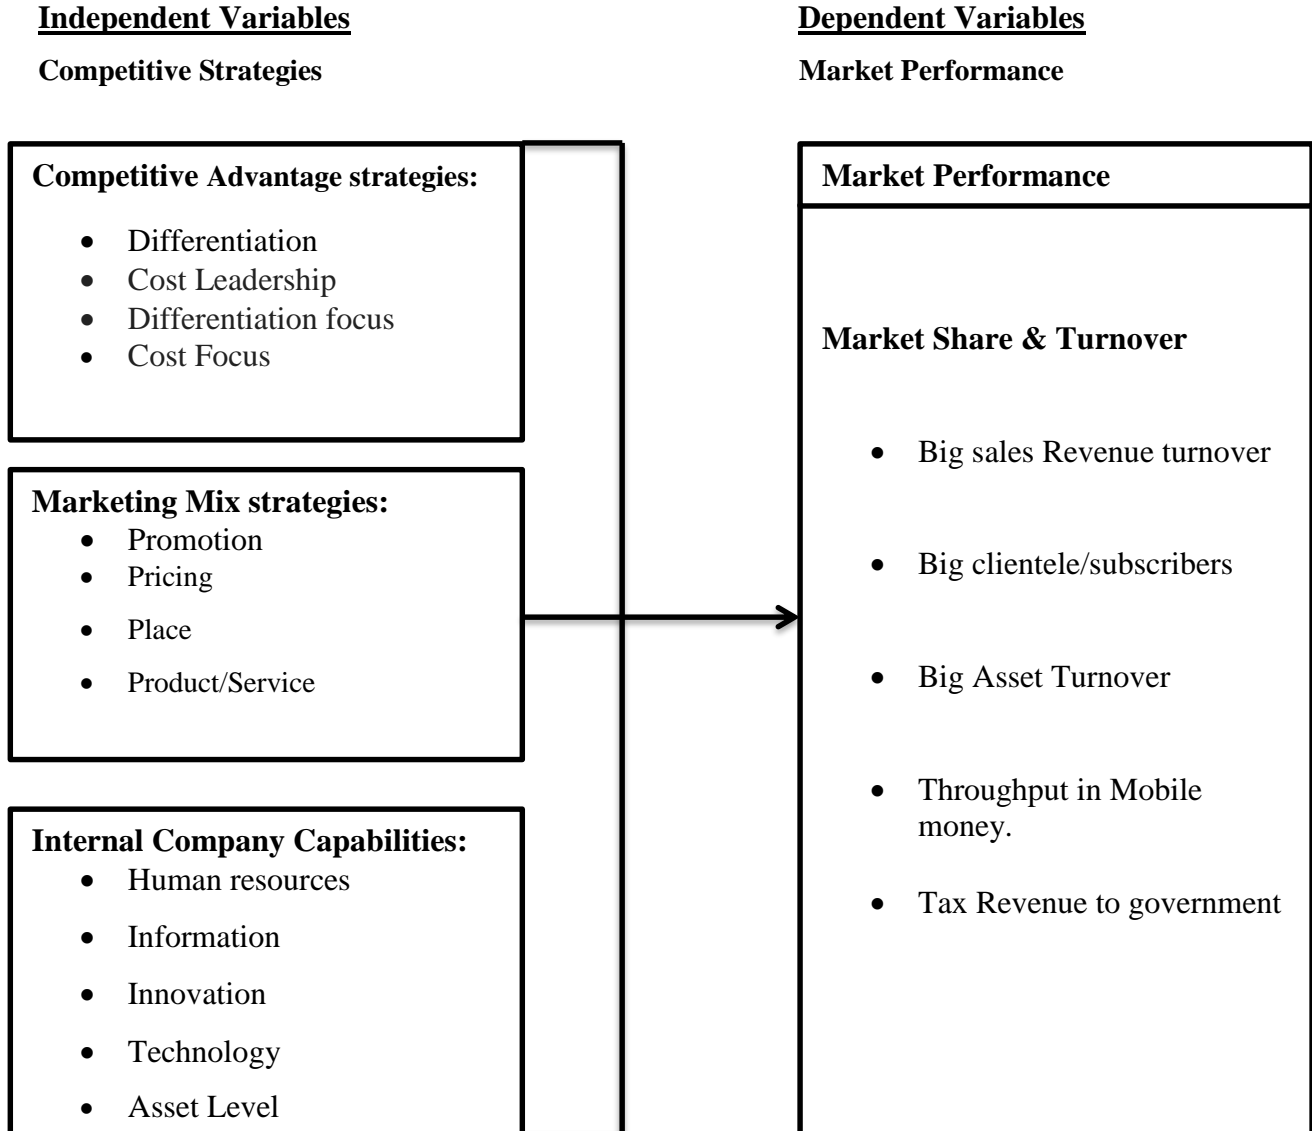 Independent Variables
Dependent Variables
Competitive Strategies
Market Performance
Competitive Advantage strategies:
• Differentiation
• Cost Leadership
• Differentiation focus
• Cost Focus
Marketing Mix strategies:
• Promotion
• Pricing
• Place
• Product/Service
Internal Company Capabilities:
• Human resources
• Information
• Innovation
• Technology
• Asset Level
Market Performance
Market Share & Turnover
• Big sales Revenue turnover
• Big clientele/subscribers
• Big Asset Turnover
• Throughput in Mobile
money.
• Tax Revenue to government